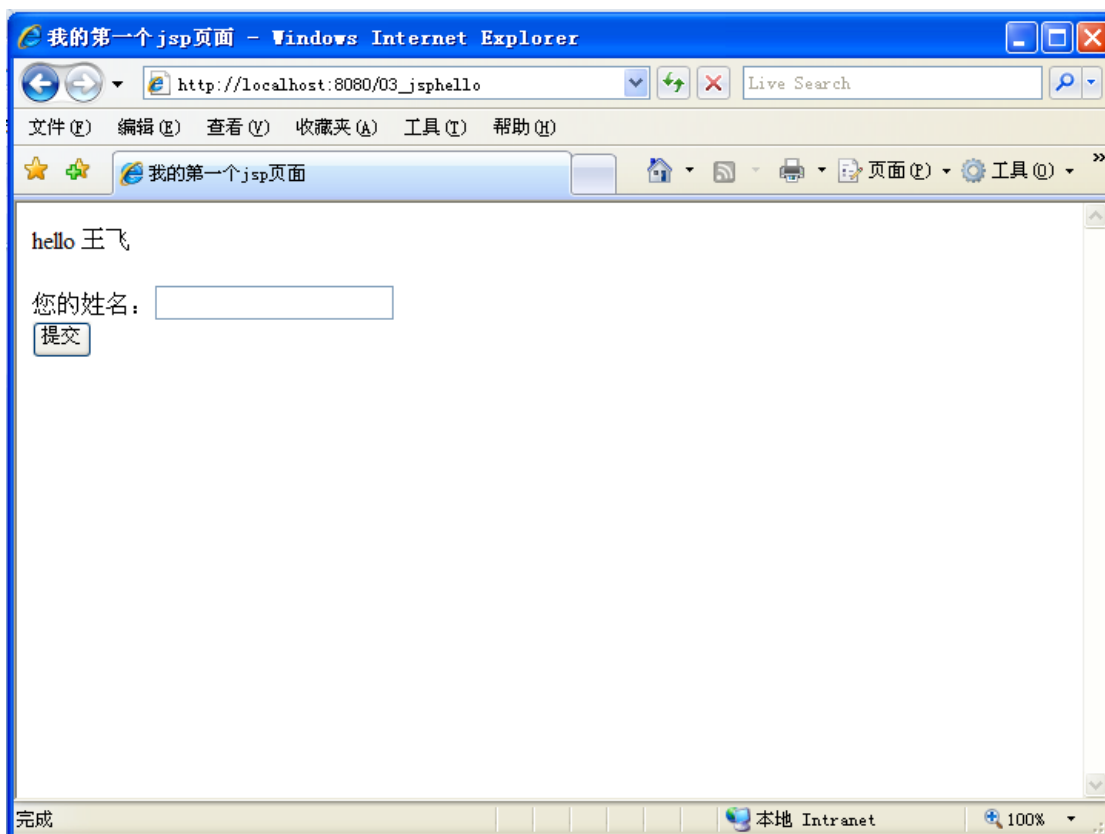 我的第一个jsp页面 - Windows Internet Explorer
http://localhost:8080/03_jsphello Live Search
文件(F) 编辑(E) 查看(V) 收藏夹(A) 工具(T) 帮助(H)
我的第一个jsp页面 页面(P) 工具(O) »
hello 王飞
您的姓名：
提交
完成 本地 Intranet 100%